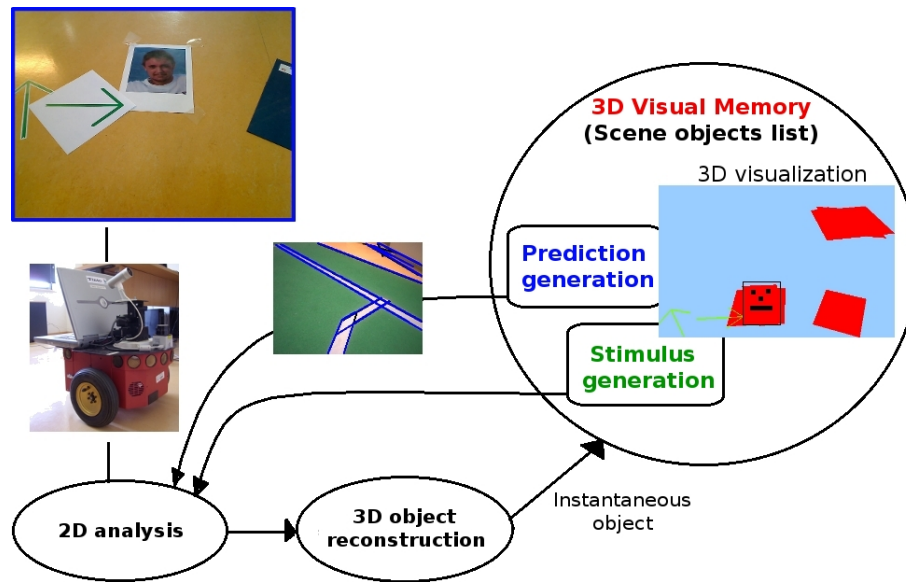 3D Visual Memory
(Scene objects list)
3D visualization
Prediction
generation
Stimulus
generation
Instantaneous
object
2D analysis
3D object
reconstruction